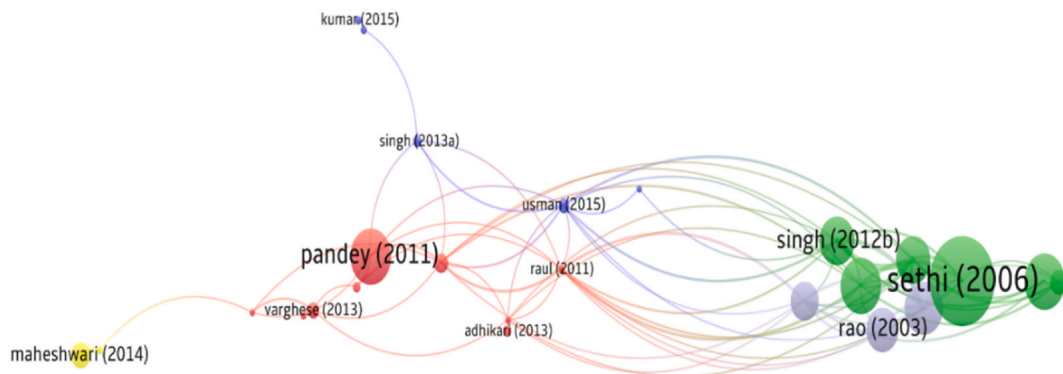 kumar (2015)
singh (2013a)
usman (2015)
pandey (2011)
singh (2012b)
raul (2011)
sethi (2006)
varghese (2013)
adhikari (2013)
rao (2003)
maheshwari (2014)